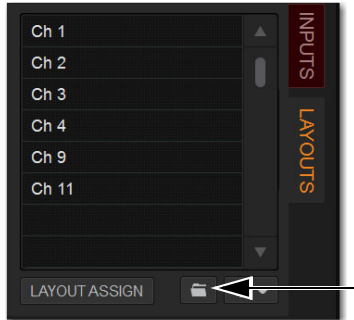 Ch 1
Ch 2
Ch 3
Ch 4
Ch 9
Ch 11
LAYOUT ASSIGN
INPUTS
LAYOUTS